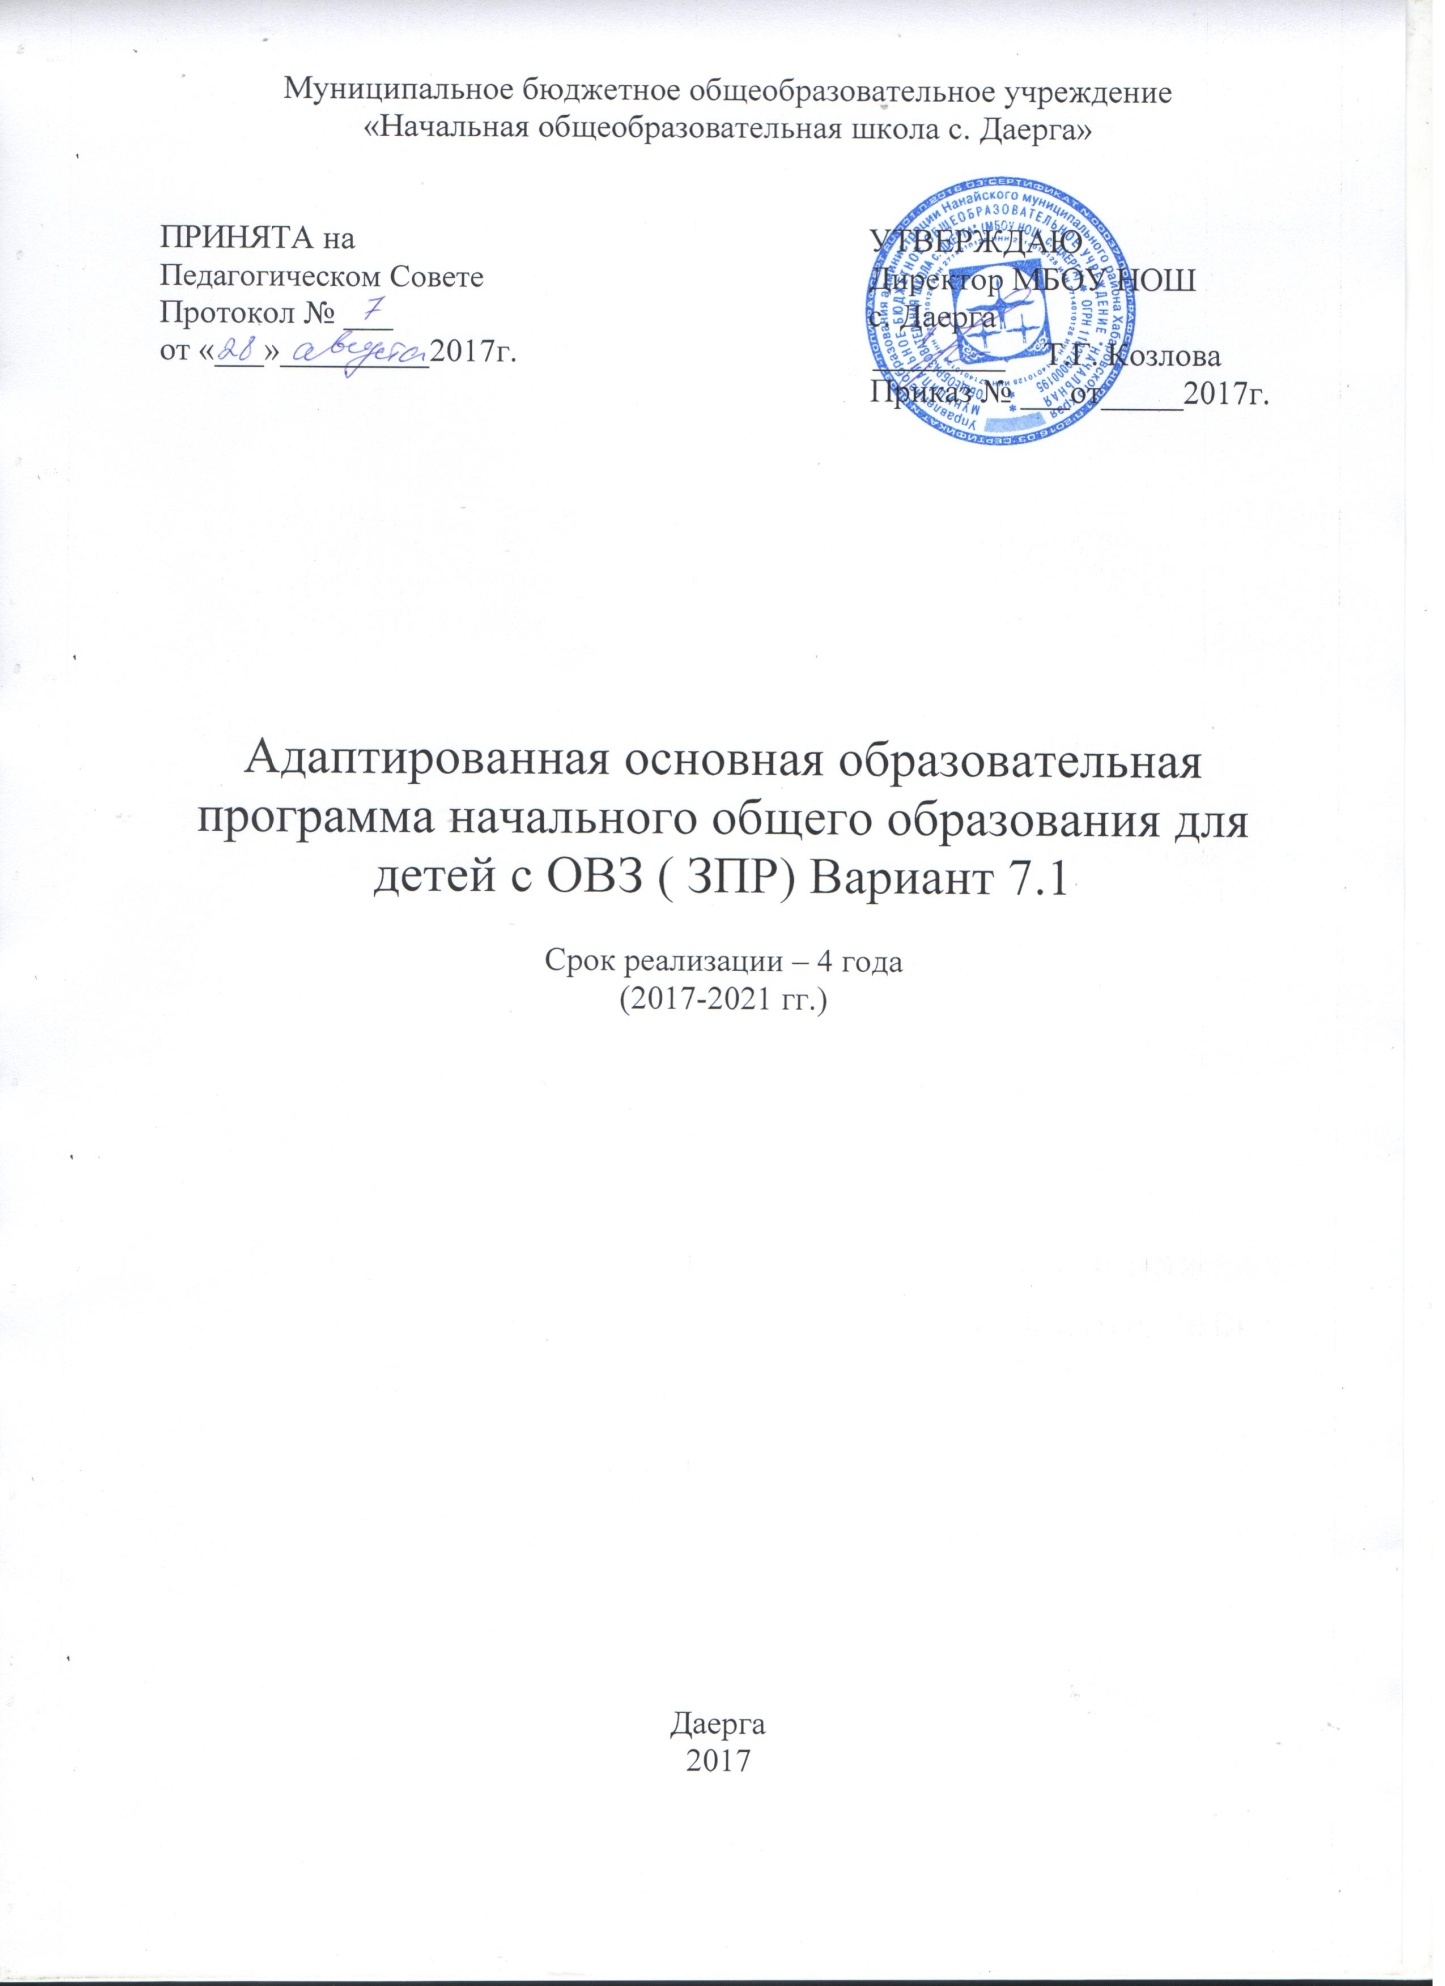 Муниципальное бюджетное общеобразовательное учреждение
«Начальная общеобразовательная школа с. Даерга»
ПРИНЯТА на
Педагогическом Совете
Протокол № 7
от «28» августа 2017г.
УТВЕРЖДАЮ
Директор МБОУ НОШ
с. Даерга
________ Т.Г. Козлова
Приказ № ___от_____2017г.
Адаптированная основная образовательная
программа начального общего образования для
детей с ОВЗ ( ЗПР) Вариант 7.1
Срок реализации – 4 года
(2017-2021 гг.)
Даерга
2017